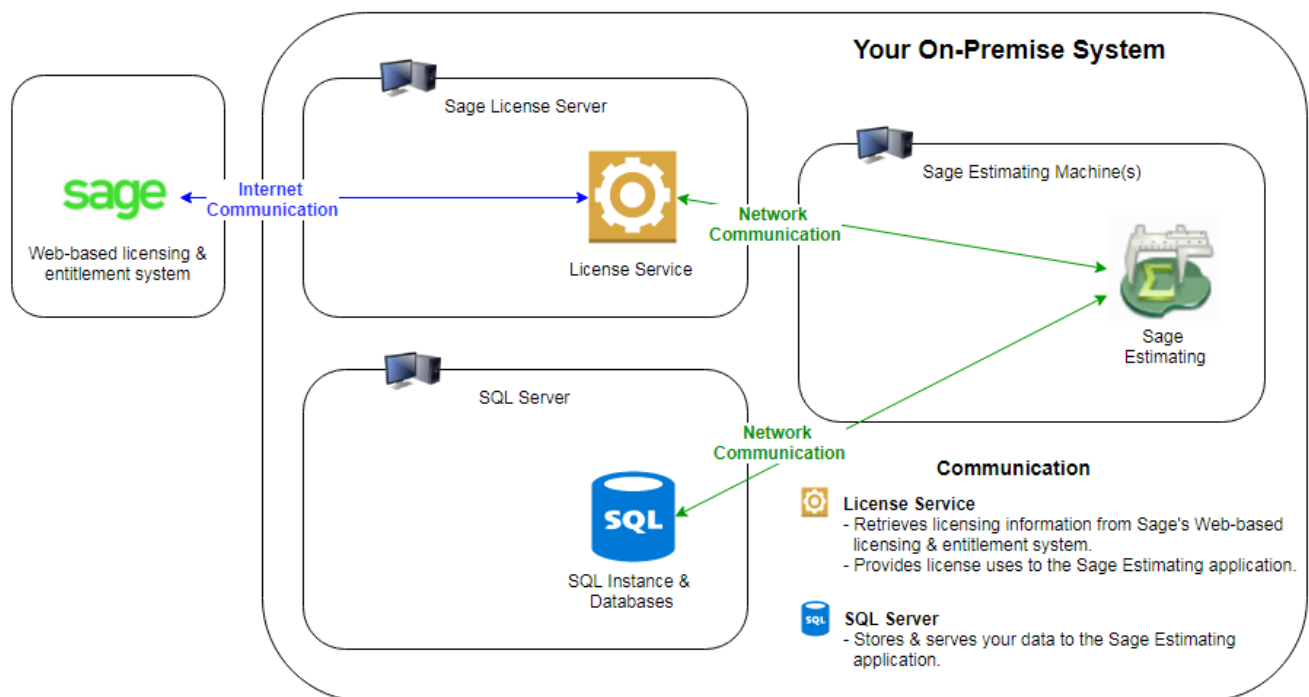 Your On-Premise System
Sage License Server
sage
Web-based licensing &
entitlement system
Internet
Communication
License Service
Network
Communication
Sage Estimating Machine(s)
Σ
Sage
Estimating
SQL Server
Network
Communication
SQL
SQL Instance &
Databases
Communication
License Service
- Retrieves licensing information from Sage's Web-based
licensing & entitlement system.
- Provides license uses to the Sage Estimating application.
SQL
SQL Server
- Stores & serves your data to the Sage Estimating
application.